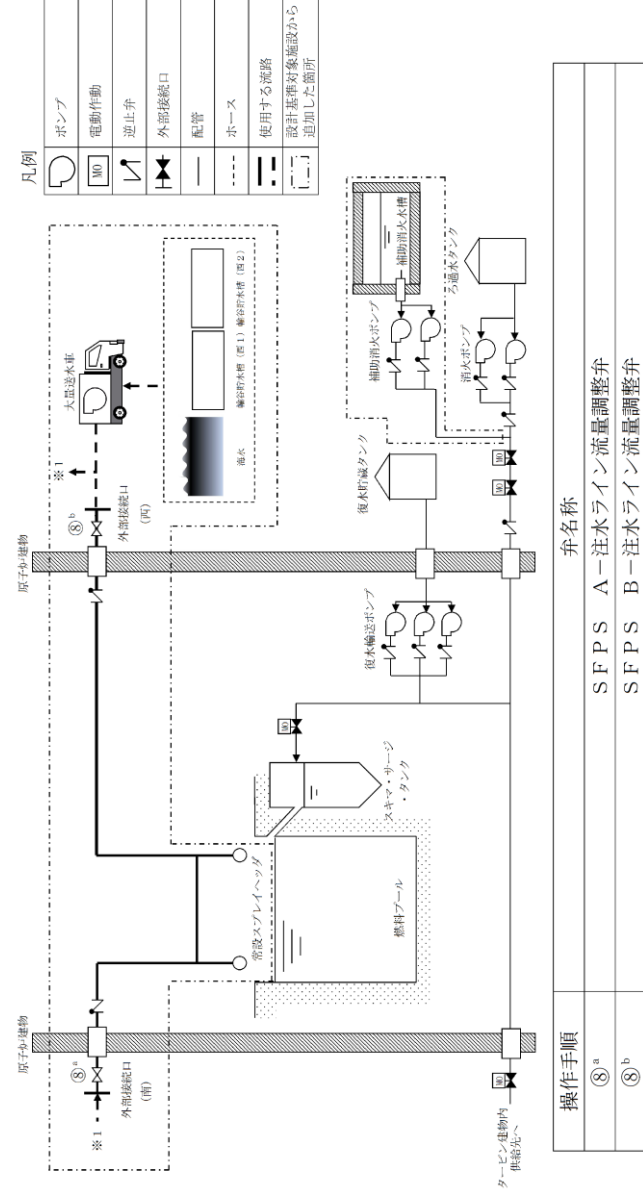 凡例
ポンプ
MO
電動作動
逆止弁
外部接続口
配管
ホース
使用する流路
設計基準対象施設から
追加した箇所
原子炉建物
原子炉建物
※1
⑧a
外部接続口
(南)
※1
⑧b
外部接続口
(西)
大量送水車
海水
輪谷貯水槽(西1)
輪谷貯水槽(西2)
常設スプレイヘッダ
燃料プール
スキマ・サージ
・タンク
MO
復水輸送ポンプ
復水貯蔵タンク
補助消火ポンプ
補助消火水槽
消火ポンプ
ろ過水タンク
MO
MO
MO
タービン建物内
供給先へ
操作手順
弁名称
⑧a
SFPS A-注水ライン流量調整弁
⑧b
SFPS B-注水ライン流量調整弁